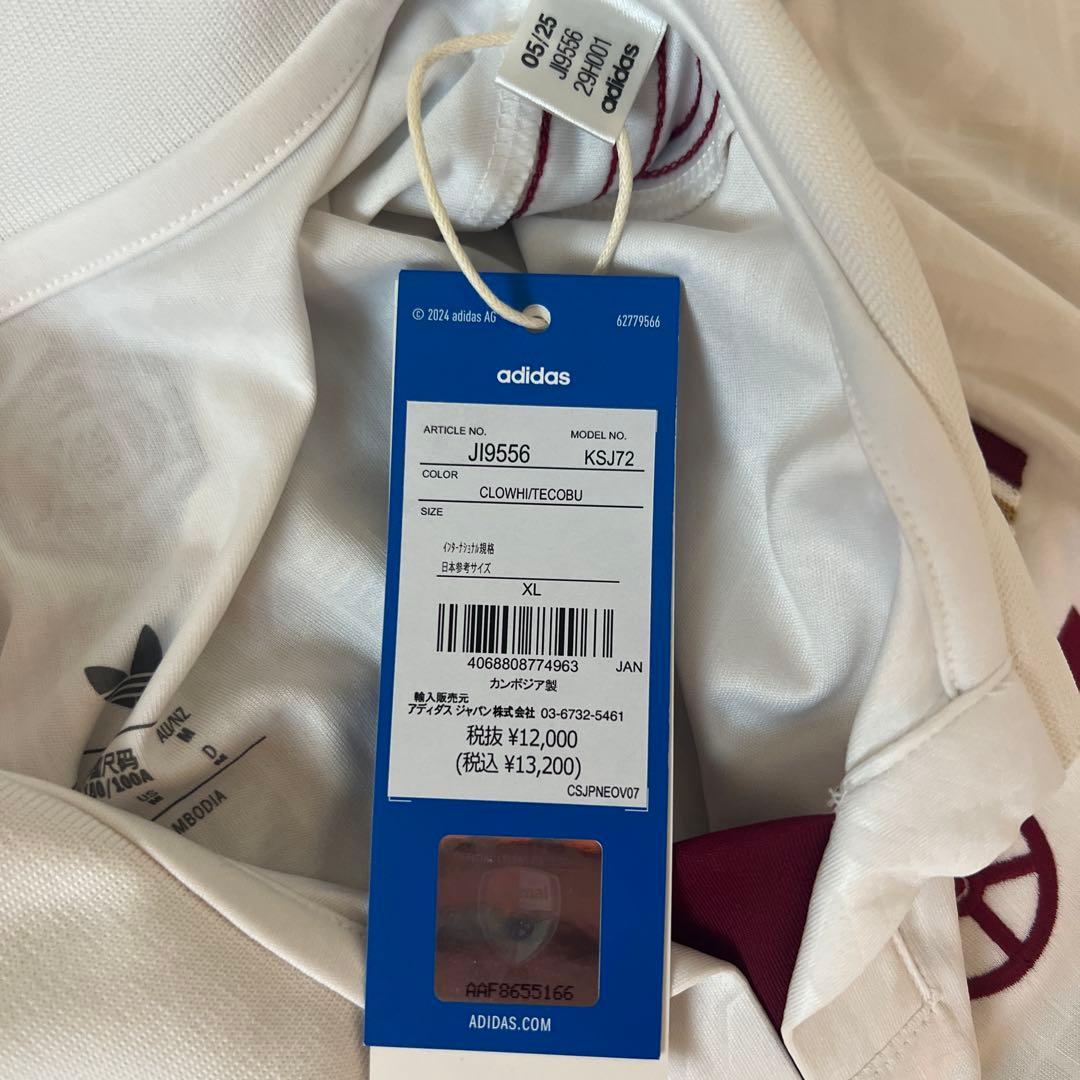 05/25
JI9556
29H001
adidas
© 2024 adidas AG
62779566
adidas
ARTICLE NO.
MODEL NO.
JI9556
KSJ72
COLOR
CLOWHI/TECOBU
SIZE
インターナショナル規格
日本参考サイズ
XL
4068808774963
JAN
カンボジア製
輸入販売元
アディダス ジャパン株式会社 03-6732-5461
税抜 ¥12,000
(税込 ¥13,200)
CSJPNEOV07
AAF8655166
ADIDAS.COM
AU/NZ
M
D
M
尺码
/100A
US
M
MBODIA